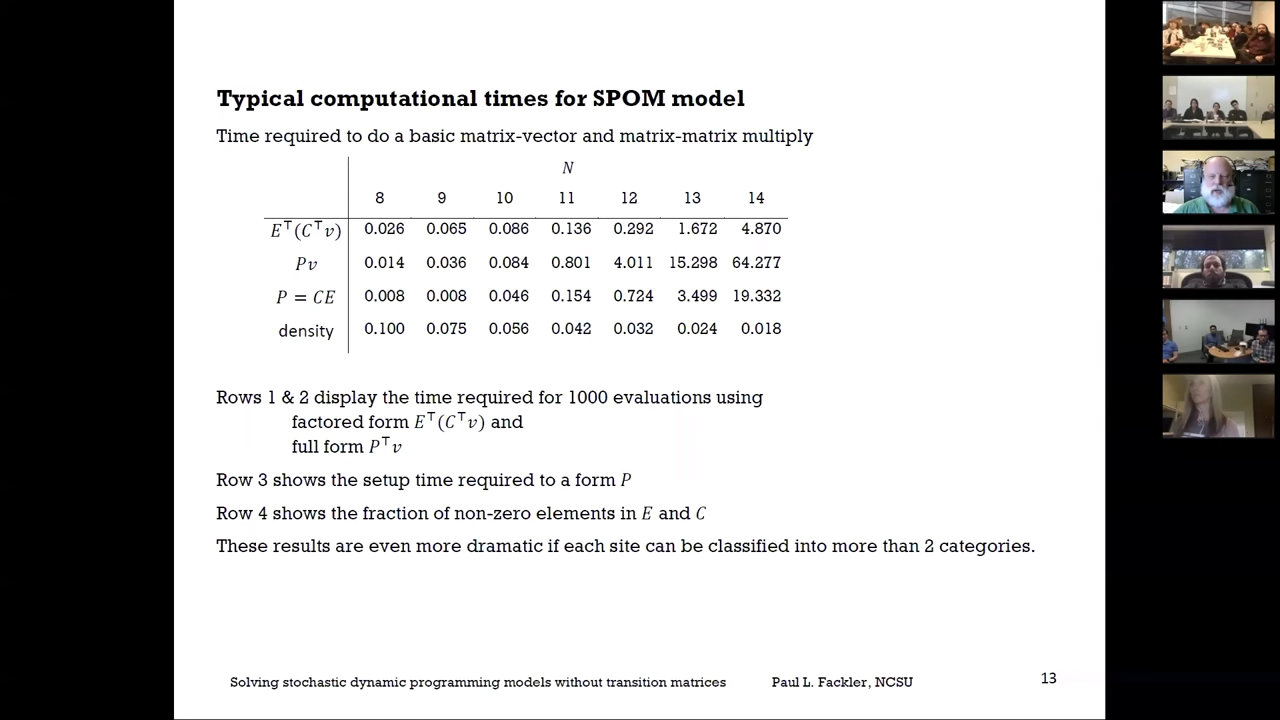 Typical computational times for SPOM model
Time required to do a basic matrix-vector and matrix-matrix multiply
N
8 9 10 11 12 13 14
E⊤(C⊤v) 0.026 0.065 0.086 0.136 0.292 1.672 4.870
Pv 0.014 0.036 0.084 0.801 4.011 15.298 64.277
P = CE 0.008 0.008 0.046 0.154 0.724 3.499 19.332
density 0.100 0.075 0.056 0.042 0.032 0.024 0.018
Rows 1 & 2 display the time required for 1000 evaluations using
factored form E⊤(C⊤v) and
full form P⊤v
Row 3 shows the setup time required to a form P
Row 4 shows the fraction of non-zero elements in E and C
These results are even more dramatic if each site can be classified into more than 2 categories.
Solving stochastic dynamic programming models without transition matrices Paul L. Fackler, NCSU 13